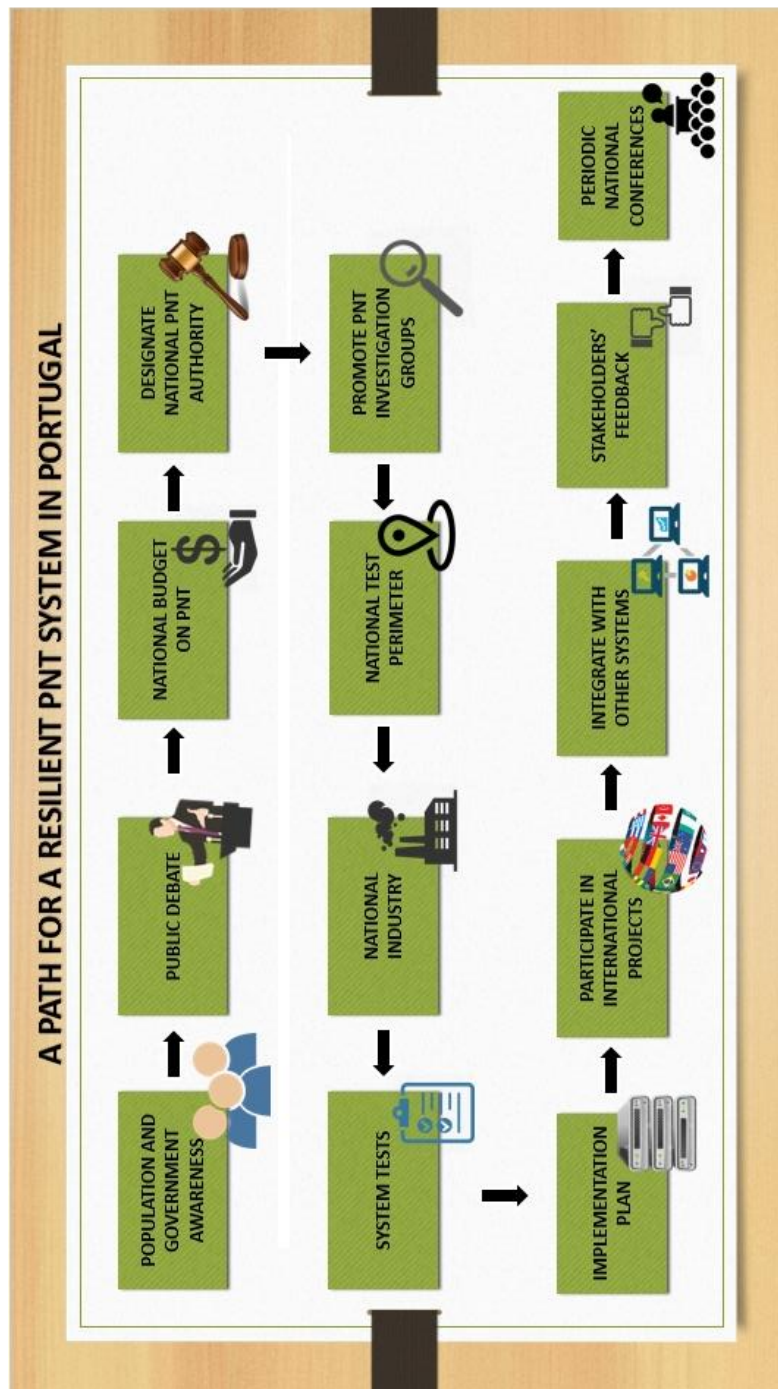 A PATH FOR A RESILIENT PNT SYSTEM IN PORTUGAL
POPULATION AND
GOVERNMENT
AWARENESS
PUBLIC DEBATE
NATIONAL BUDGET
ON PNT
DESIGNATE
NATIONAL PNT
AUTHORITY
PROMOTE PNT
INVESTIGATION
GROUPS
NATIONAL TEST
PERIMETER
NATIONAL
INDUSTRY
SYSTEM TESTS
IMPLEMENTATION
PLAN
PARTICIPATE IN
INTERNATIONAL
PROJECTS
INTEGRATE WITH
OTHER SYSTEMS
STAKEHOLDERS'
FEEDBACK
PERIODIC
NATIONAL
CONFERENCES